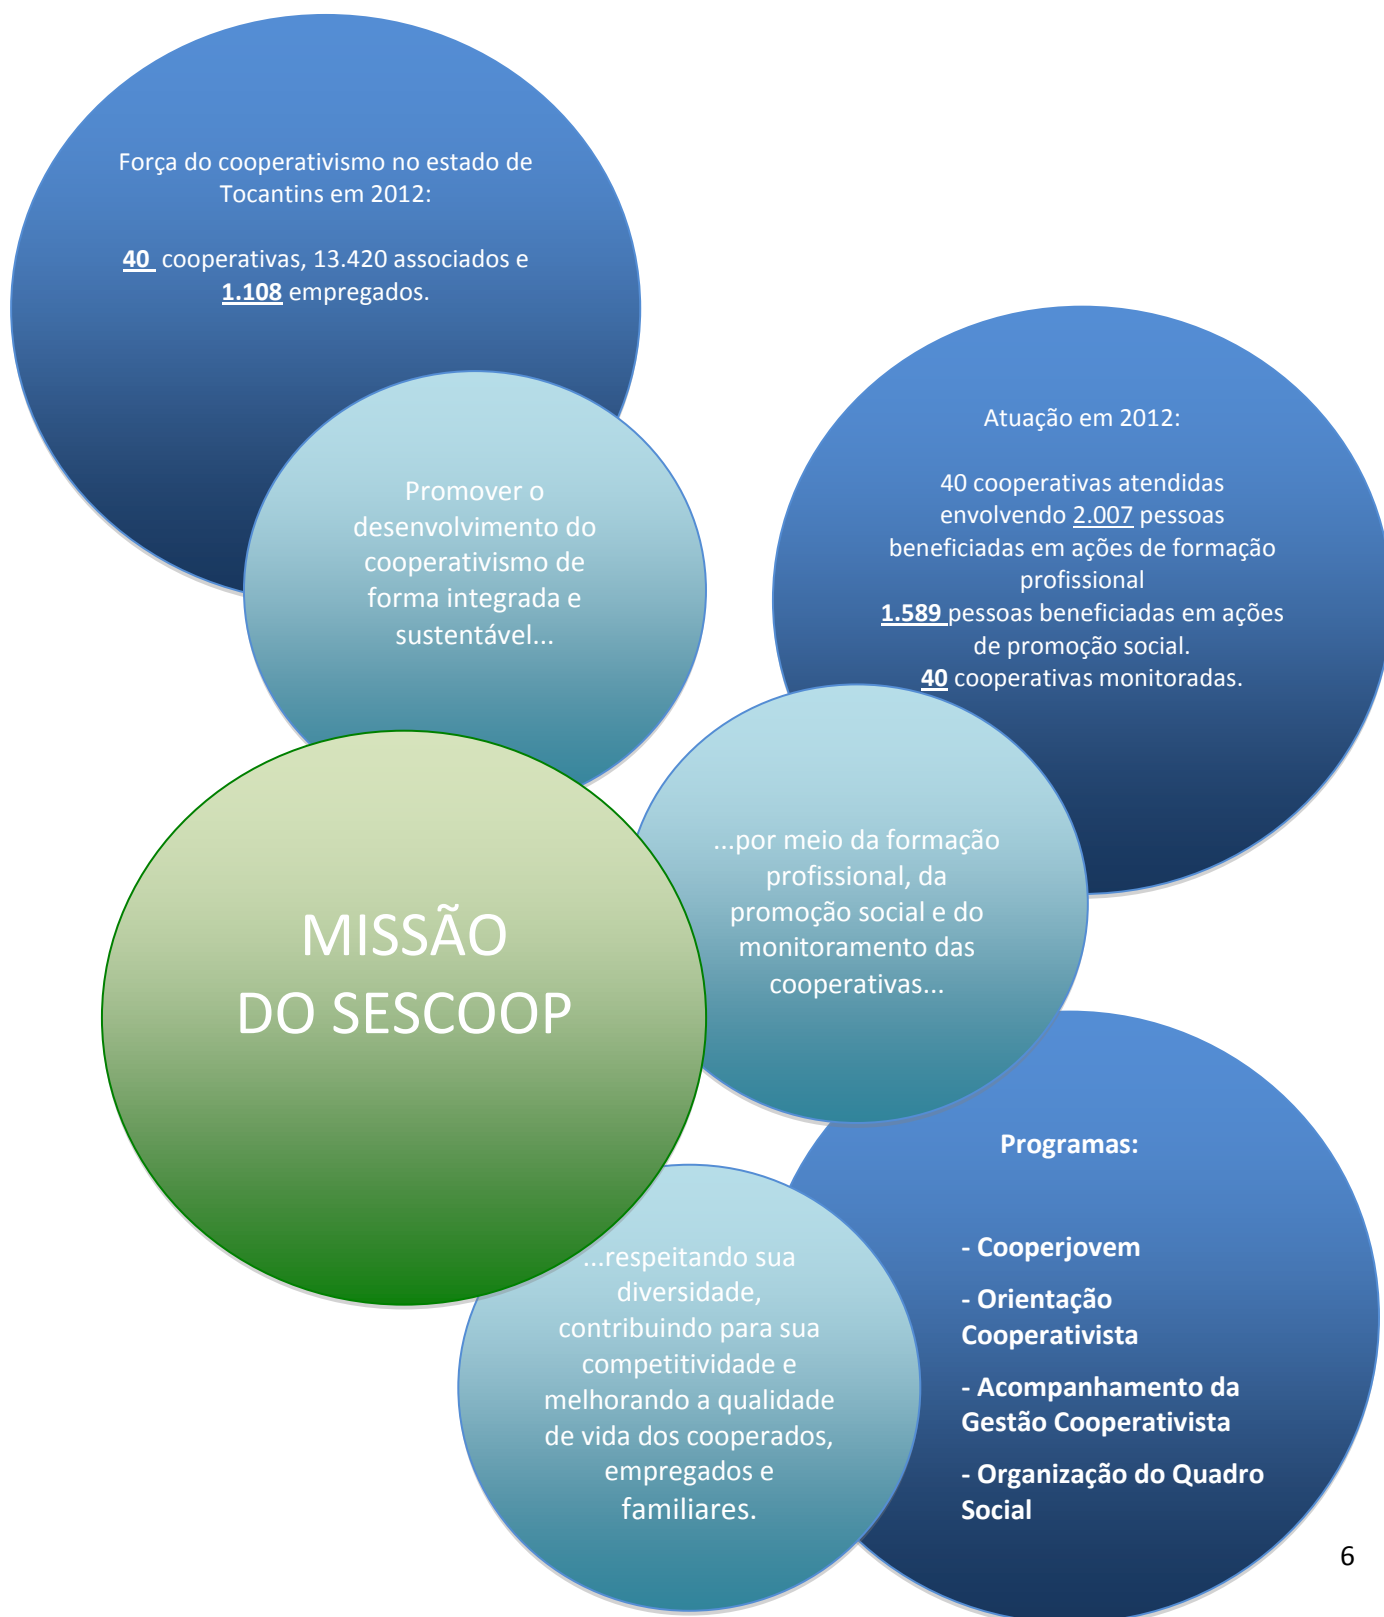 Força do cooperativismo no estado de
Tocantins em 2012:
40 cooperativas, 13.420 associados e
1.108 empregados.
Promover o
desenvolvimento do
cooperativismo de
forma integrada e
sustentável...
Atuação em 2012:
40 cooperativas atendidas
envolvendo 2.007 pessoas
beneficiadas em ações de formação
profissional
1.589 pessoas beneficiadas em ações
de promoção social.
40 cooperativas monitoradas.
...por meio da formação
profissional, da
promoção social e do
monitoramento das
cooperativas...
MISSÃO
DO SESCOOP
...respeitando sua
diversidade,
contribuindo para sua
competitividade e
melhorando a qualidade
de vida dos cooperados,
empregados e
familiares.
Programas:
- Cooperjovem
- Orientação
Cooperativista
- Acompanhamento da
Gestão Cooperativista
- Organização do Quadro
Social
6